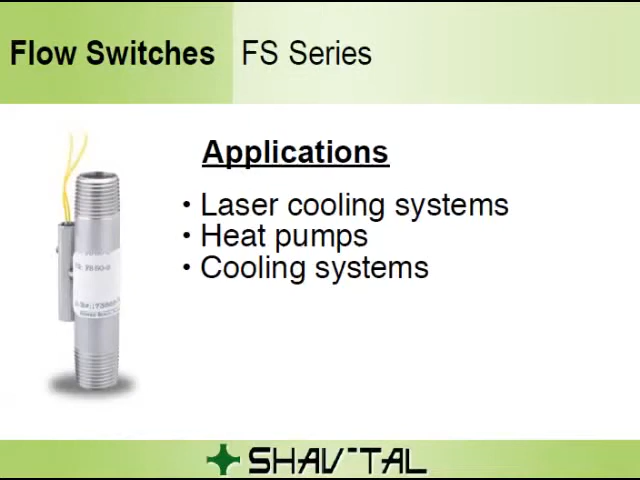 Flow Switches FS Series
Applications
• Laser cooling systems
• Heat pumps
• Cooling systems
SHAV-TAL